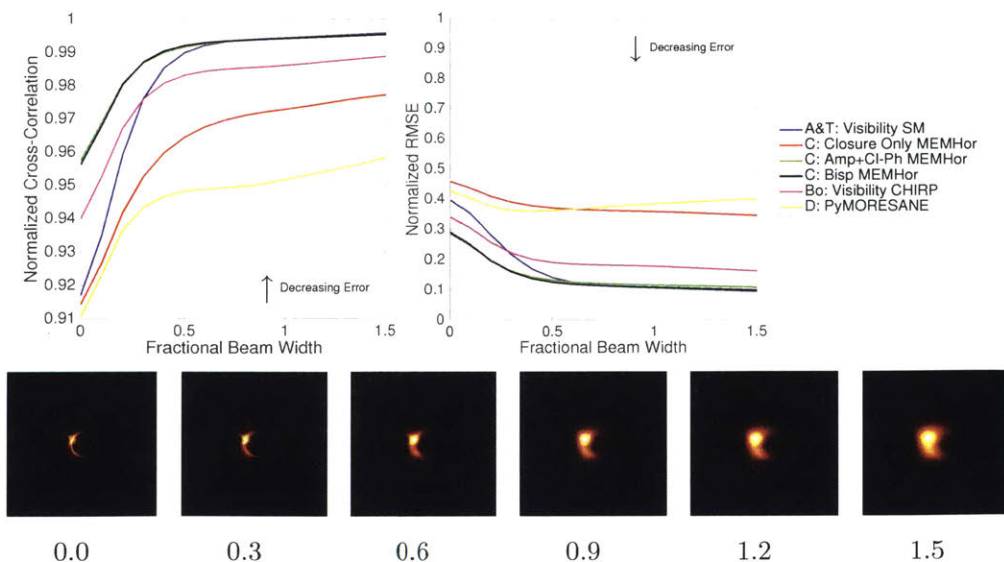 Normalized Cross-Correlation
1
0.99
0.98
0.97
0.96
0.95
0.94
0.93
0.92
0.91
0
0.5
1
1.5
Fractional Beam Width
↑ Decreasing Error
Normalized RMSE
1
0.9
0.8
0.7
0.6
0.5
0.4
0.3
0.2
0.1
0
0
0.5
1
1.5
Fractional Beam Width
↓ Decreasing Error
A&T: Visibility SM
C: Closure Only MEMHor
C: Amp+Cl-Ph MEMHor
C: Bisp MEMHor
Bo: Visibility CHIRP
D: PyMORESANE
0.0 0.3 0.6 0.9 1.2 1.5